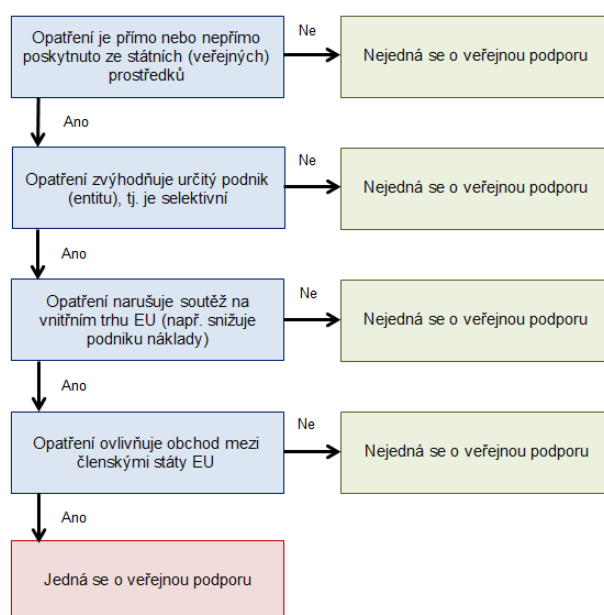 Opatření je přímo nebo nepřímo
poskytnuto ze státních (veřejných)
prostředků
Ne
Nejedná se o veřejnou podporu
Ano
Opatření zvýhodňuje určitý podnik
(entitu), tj. je selektivní
Ne
Nejedná se o veřejnou podporu
Ano
Opatření narušuje soutěž na
vnitřním trhu EU (např. snižuje
podniku náklady)
Ne
Nejedná se o veřejnou podporu
Ano
Opatření ovlivňuje obchod mezi
členskými státy EU
Ne
Nejedná se o veřejnou podporu
Ano
Jedná se o veřejnou podporu